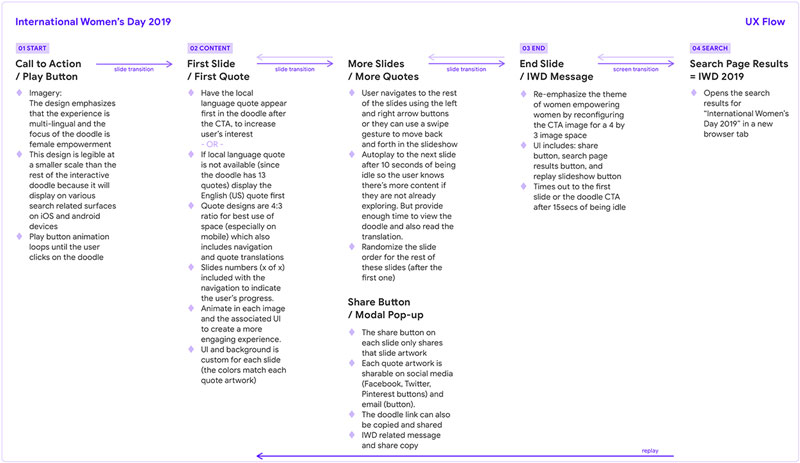 International Women's Day 2019
UX Flow
01 START
Call to Action
/ Play Button
slide transition
Imagery:
The design emphasizes
that the experience is
multi-lingual and the
focus of the doodle is
female empowerment
This design is legible at
a smaller scale than the
rest of the interactive
doodle because it will
display on various
search related surfaces
on iOS and android
devices
Play button animation
loops until the user
clicks on the doodle
02 CONTENT
First Slide
/ First Quote
slide transition
Have the local
language quote appear
first in the doodle after
the CTA, to increase
user's interest
- OR -
If local language quote
is not available (since
the doodle has 13
quotes) display the
English (US) quote first
Quote designs are 4:3
ratio for best use of
space (especially on
mobile) which also
includes navigation
and quote translations
Slides numbers (x of x)
included with the
navigation to indicate
the user's progress.
Animate in each image
and the associated UI
to create a more
engaging experience.
UI and background is
custom for each slide
(the colors match each
quote artwork)
More Slides
/ More Quotes
slide transition
User navigates to the rest
of the slides using the left
and right arrow buttons
or they can use a swipe
gesture to move back
and forth in the slideshow
Autoplay to the next slide
after 10 seconds of being
idle so the user knows
there's more content if
they are not already
exploring. But provide
enough time to view the
doodle and also read the
translation.
Randomize the slide
order for the rest of
these slides (after the
first one)
Share Button
/ Modal Pop-up
The share button on
each slide only shares
that slide artwork
Each quote artwork is
sharable on social media
(Facebook, Twitter,
Pinterest buttons) and
email (button).
The doodle link can also
be copied and shared
IWD related message
and share copy
03 END
End Slide
/ IWD Message
screen transition
Re-emphasize the theme
of women empowering
women by reconfiguring
the CTA image for a 4 by
3 image space
UI includes: share
button, search page
results button, and
replay slideshow button
Times out to the first
slide or the doodle CTA
after 15secs of being idle
04 SEARCH
Search Page Results
= IWD 2019
Opens the search
results for
"International Women's
Day 2019" in a new
browser tab
replay